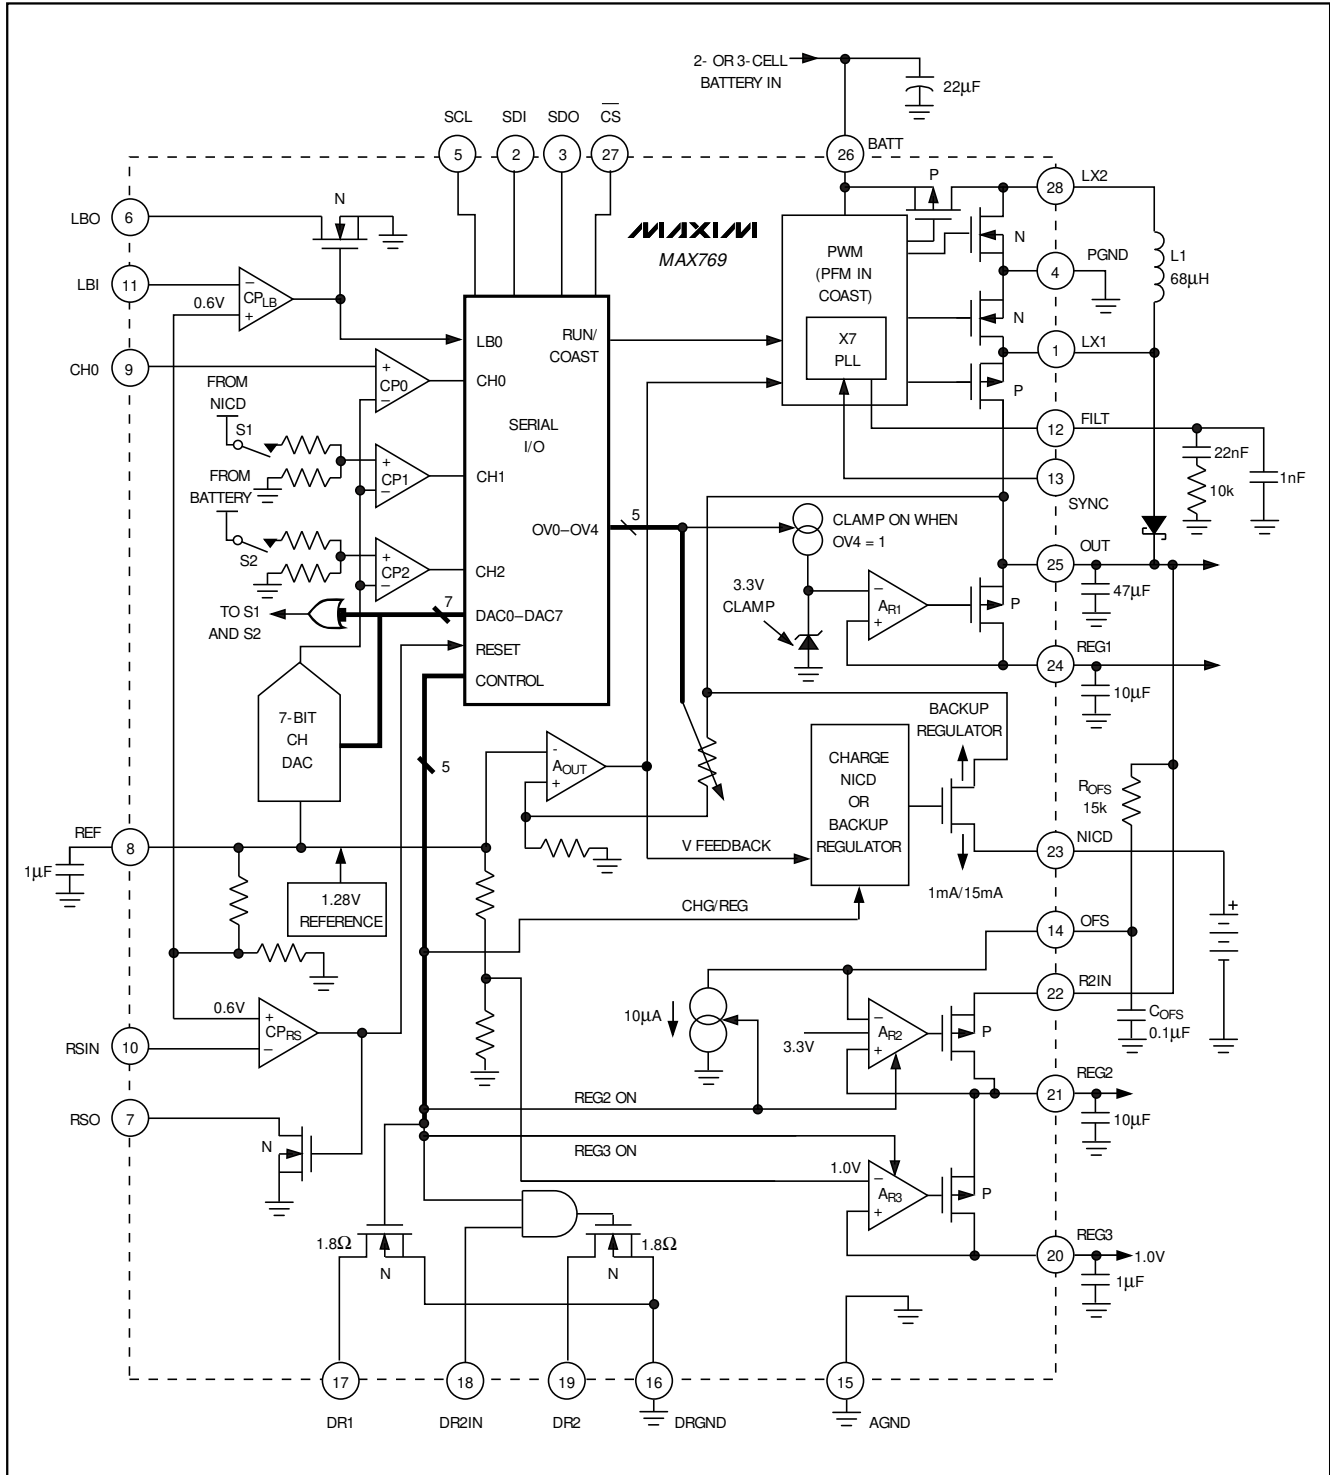 2- OR 3-CELL
BATTERY IN
22µF
SCL
SDI
SDO
CS
5
2
3
27
26
BATT
LBO
6
N
MAXIM
MAX769
P
28
LX2
N
PWM
(PFM IN
COAST)
PGND
4
L1
68µH
LBI
11
0.6V
−
CPLB
+
N
X7
PLL
LB0
RUN/
COAST
1
LX1
CH0
9
+
CP0
−
CH0
P
FROM
NICD
S1
SERIAL
I/O
12
FILT
22nF
10k
1nF
13
SYNC
FROM
BATTERY
+
CP1
−
CH1
S2
+
CP2
−
CH2
OV0–OV4
5
CLAMP ON WHEN
OV4 = 1
25
OUT
47µF
3.3V
CLAMP
−
AR1
+
P
TO S1
AND S2
7
DAC0–DAC7
RESET
CONTROL
24
REG1
10µF
7-BIT
CH
DAC
5
-
AOUT
+
CHARGE
NICD
OR
BACKUP
REGULATOR
BACKUP
REGULATOR
ROFS
15k
REF
8
1µF
V FEEDBACK
23
NICD
1mA/15mA
1.28V
REFERENCE
CHG/REG
+
14
OFS
0.6V
+
CPRS
−
10µA
3.3V
−
AR2
+
P
22
R2IN
COFS
0.1µF
RSIN
10
REG2 ON
21
REG2
10µF
RSO
7
N
REG3 ON
1.0V
−
AR3
+
P
1.8Ω
N
1.8Ω
N
20
REG3
1.0V
1µF
17
18
19
16
15
DR1
DR2IN
DR2
DRGND
AGND